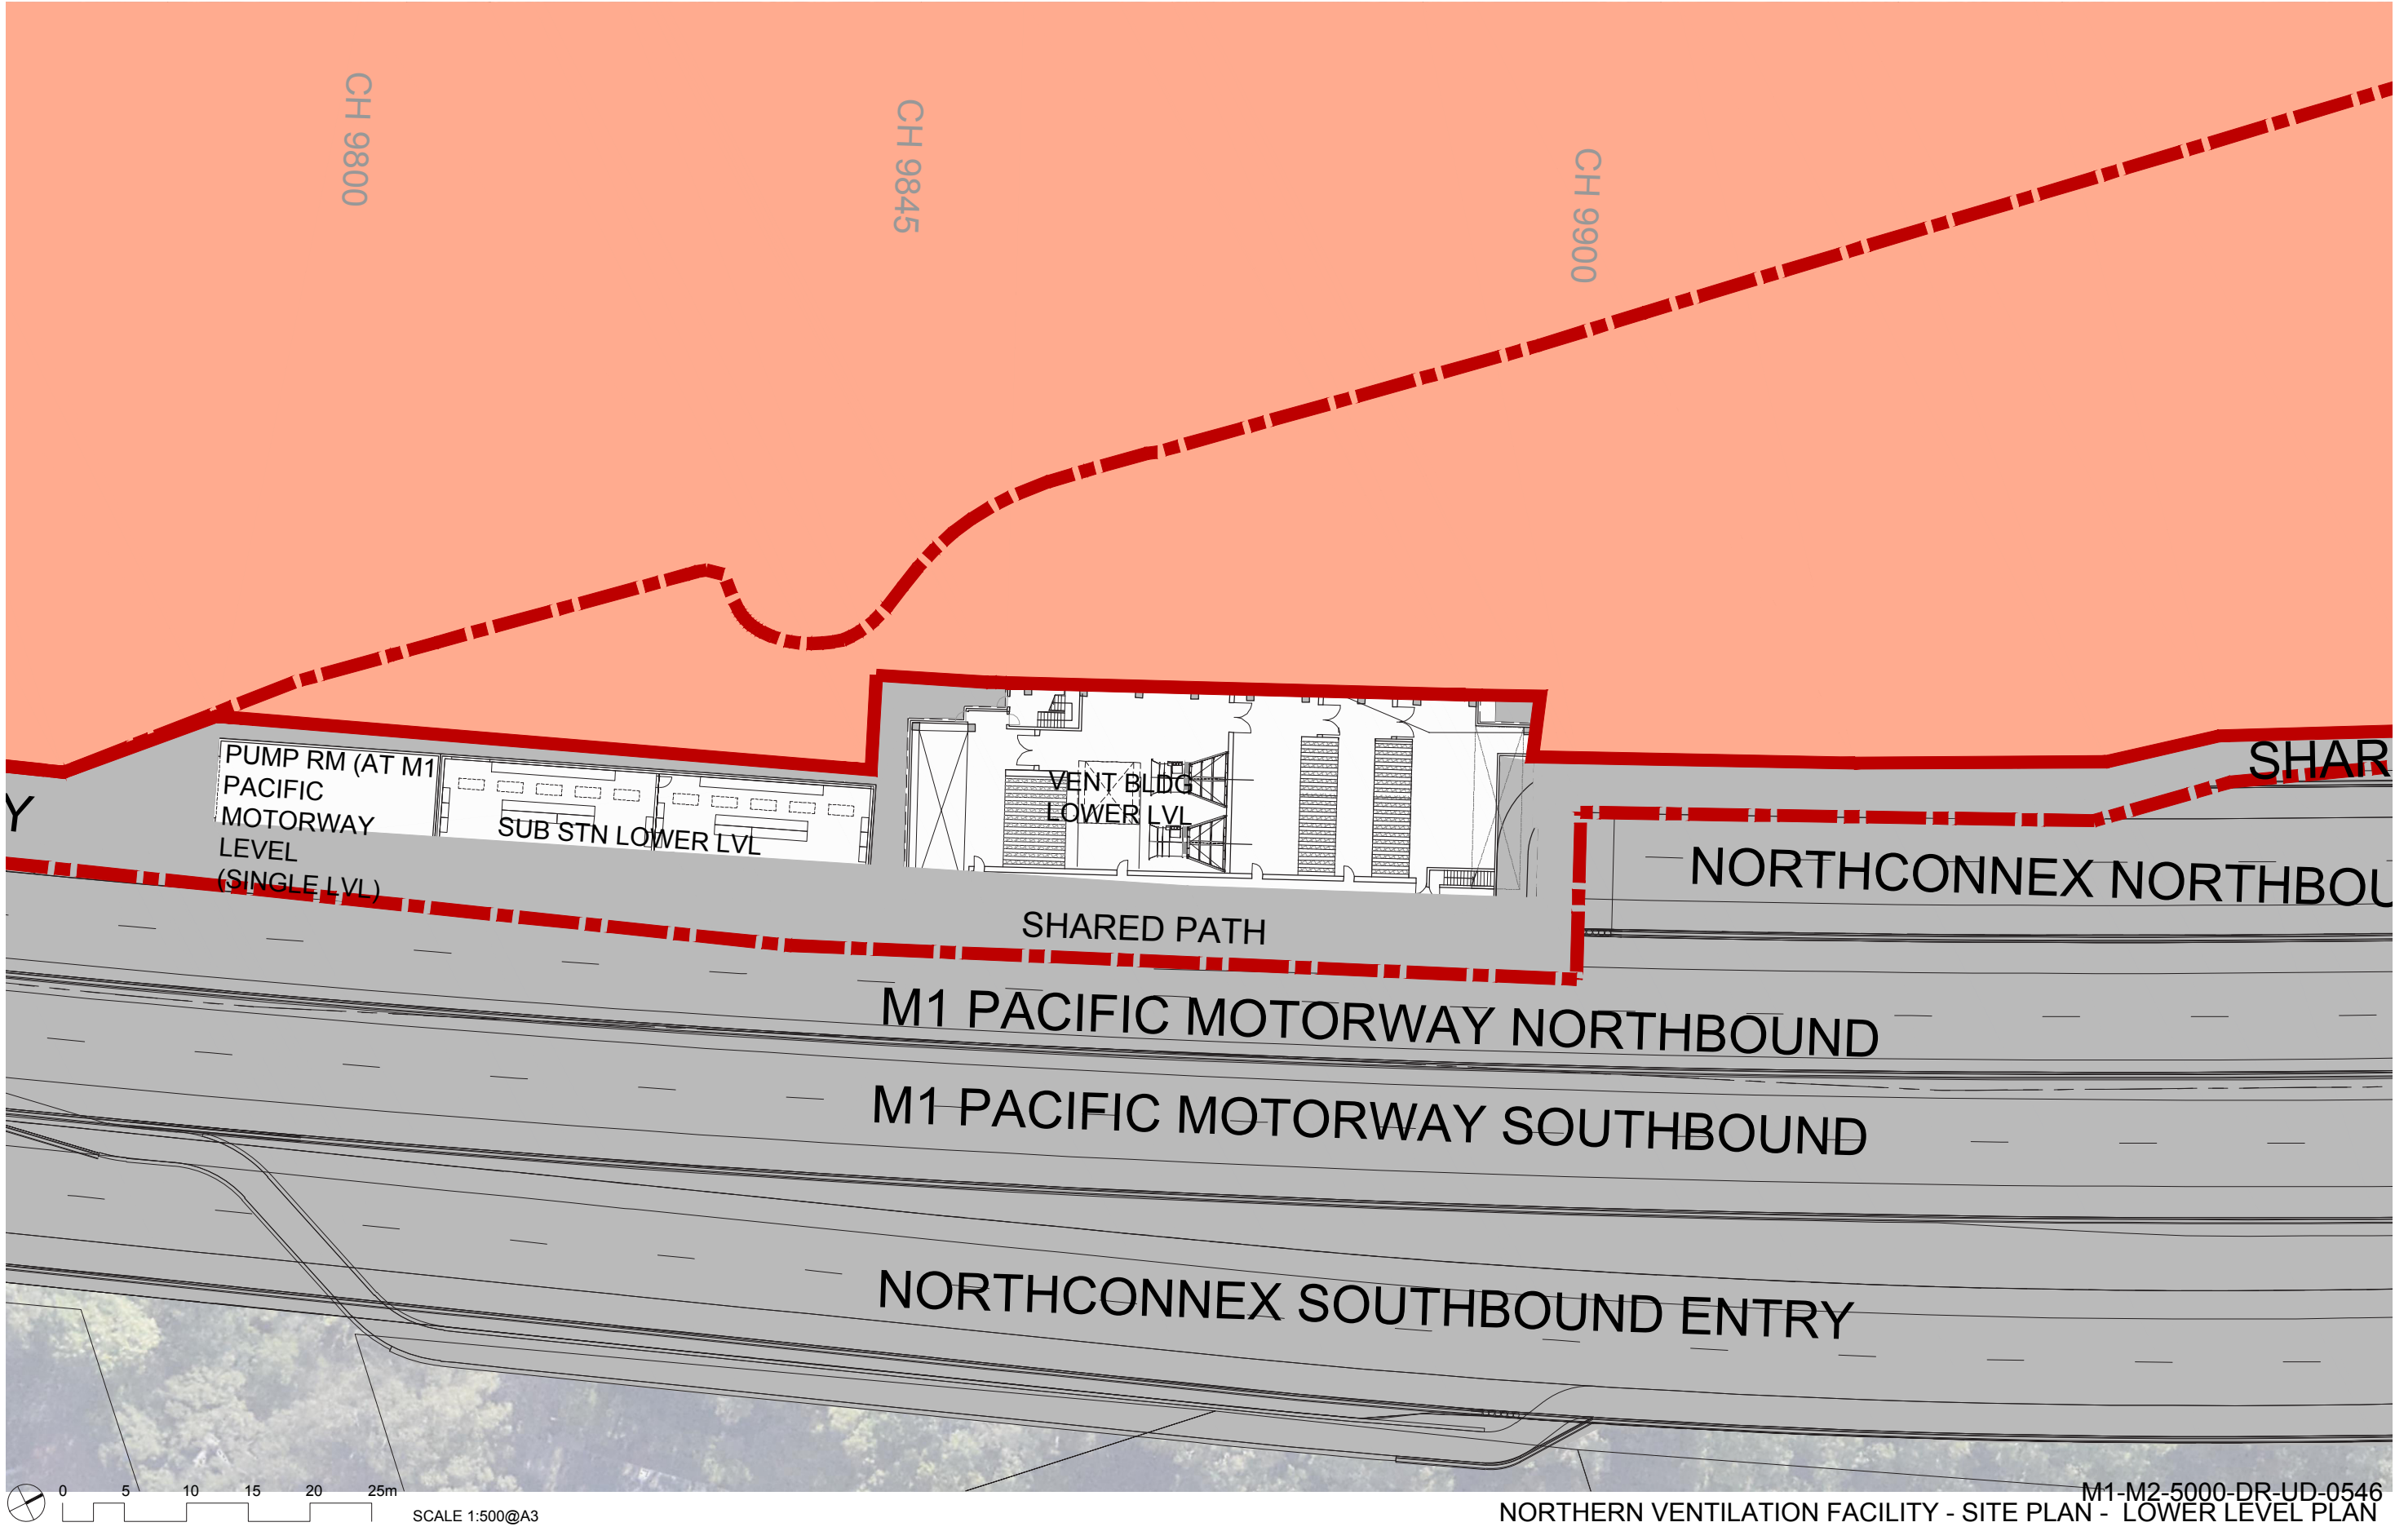 CH 9800
CH 9845
CH 9900
SHAR
PUMP RM (AT M1
PACIFIC
MOTORWAY
LEVEL
(SINGLE LVL)
Y
SUB STN LOWER LVL
VENT BLDG
LOWER LVL
NORTHCONNEX NORTHBOU
SHARED PATH
M1 PACIFIC MOTORWAY NORTHBOUND
M1 PACIFIC MOTORWAY SOUTHBOUND
NORTHCONNEX SOUTHBOUND ENTRY
0 5 10 15 20 25m
SCALE 1:500@A3
M1-M2-5000-DR-UD-0546
NORTHERN VENTILATION FACILITY - SITE PLAN - LOWER LEVEL PLAN